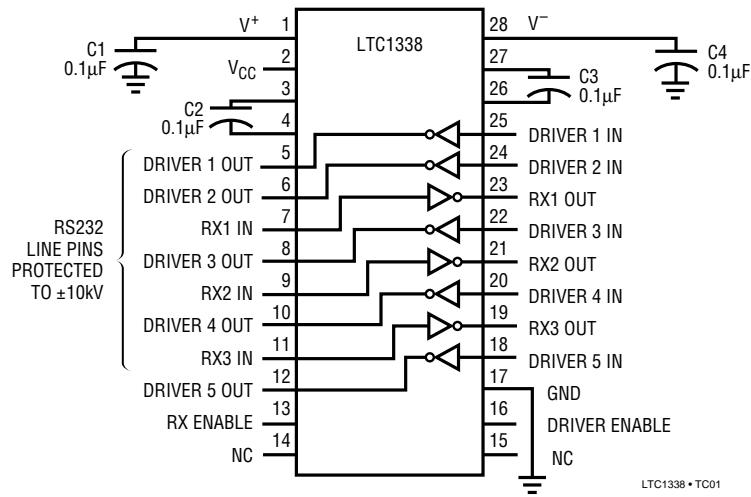 V+ 1 28 V−
LTC1338
C1
0.1µF
C4
0.1µF
2 27
VCC
C3
0.1µF
3 26
C2
0.1µF
4 25 DRIVER 1 IN
DRIVER 1 OUT 5 24 DRIVER 2 IN
DRIVER 2 OUT 6 23 RX1 OUT
RX1 IN 7 22 DRIVER 3 IN
DRIVER 3 OUT 8 21 RX2 OUT
RX2 IN 9 20 DRIVER 4 IN
DRIVER 4 OUT 10 19 RX3 OUT
RX3 IN 11 18 DRIVER 5 IN
DRIVER 5 OUT 12 17 GND
RX ENABLE 13 16 DRIVER ENABLE
NC 14 15 NC
RS232
LINE PINS
PROTECTED
TO ±10kV
LTC1338 • TC01